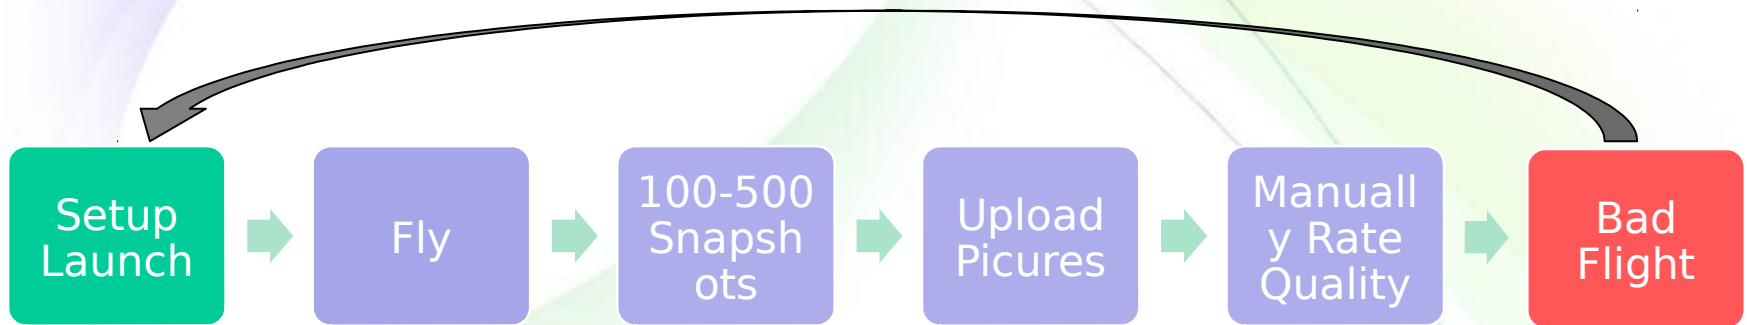 Setup
Launch
Fly
100-500
Snapsh
ots
Upload
Picures
Manuall
y Rate
Quality
Bad
Flight